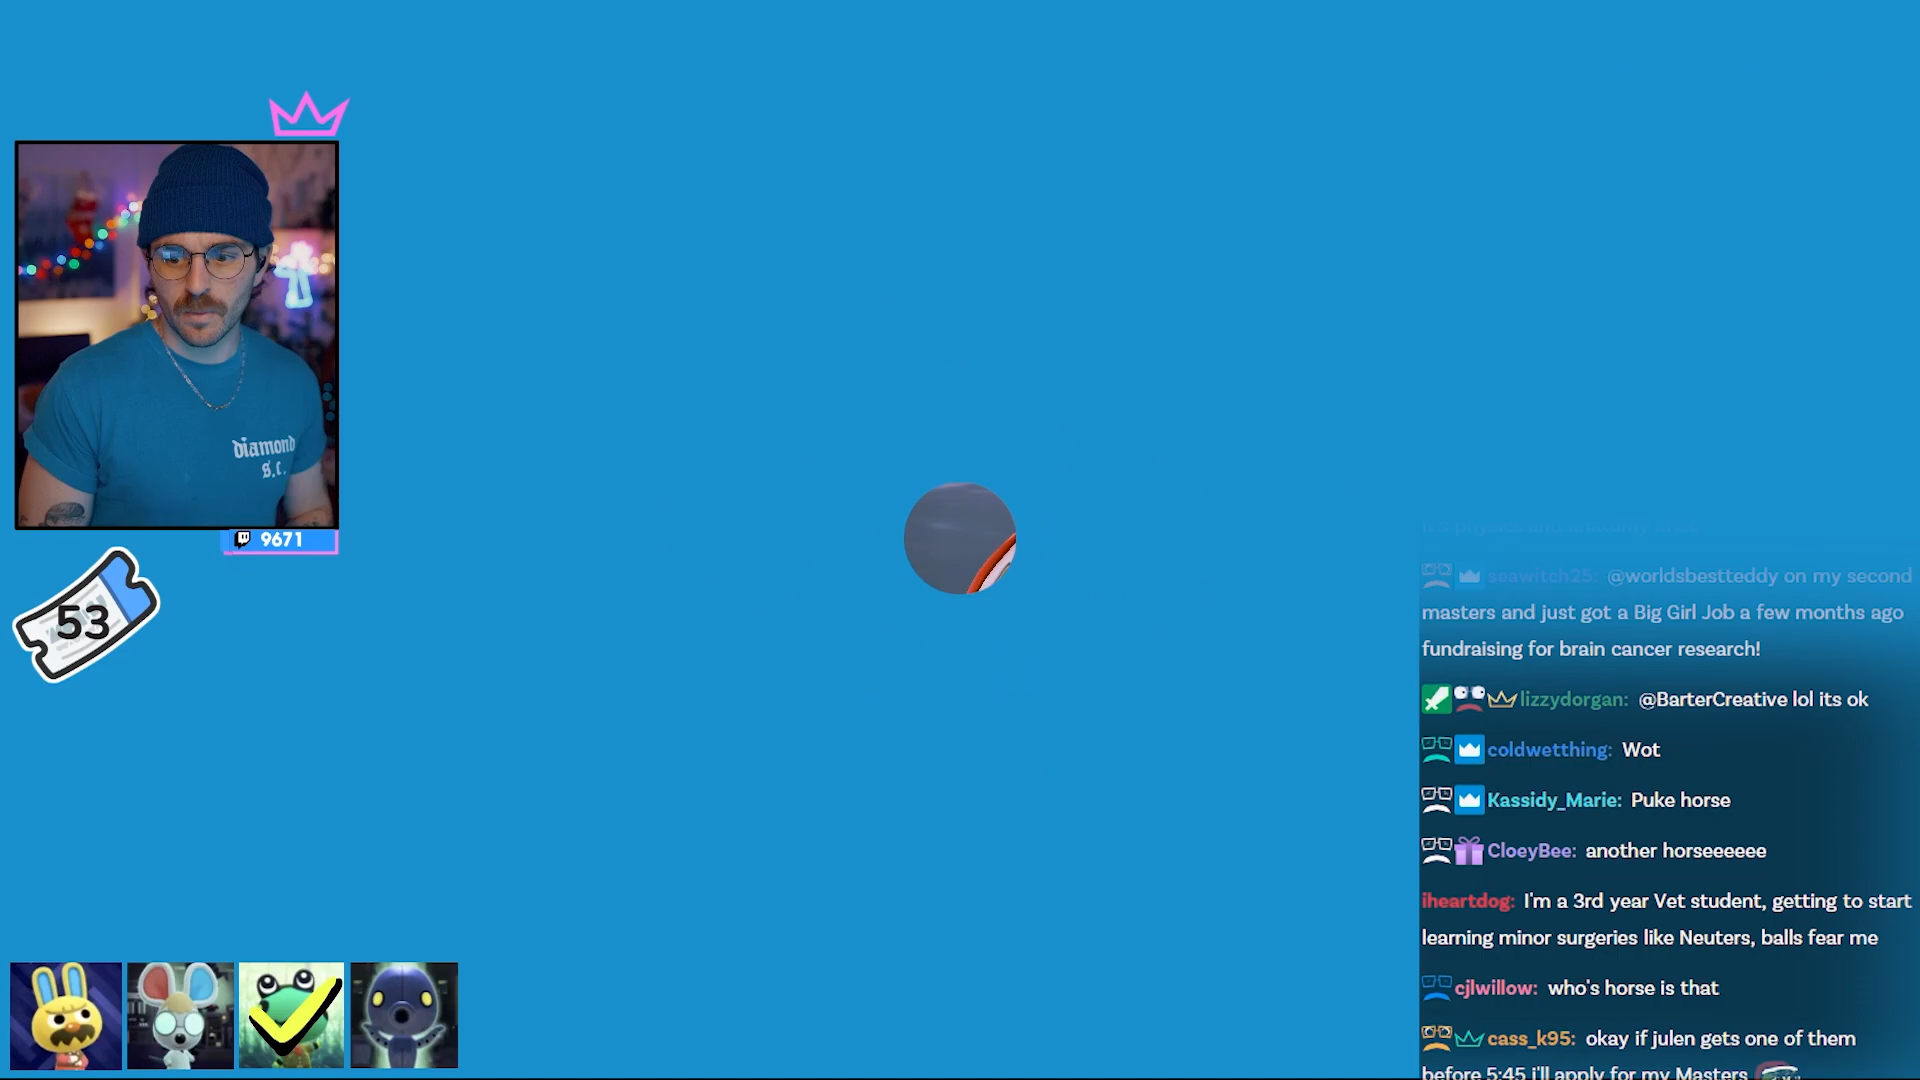 diamond
s.c.
9671
53
seawitch25: @worldsbestteddy on my second
masters and just got a Big Girl Job a few months ago
fundraising for brain cancer research!
lizzydorgan: @BarterCreative lol its ok
coldwetthing: Wot
Kassidy_Marie: Puke horse
CloeyBee: another horseeeeee
iheartdog: I'm a 3rd year Vet student, getting to start
learning minor surgeries like Neuters, balls fear me
cjlwillow: who's horse is that
cass_k95: okay if julen gets one of them
before 5:45 i'll apply for my Masters